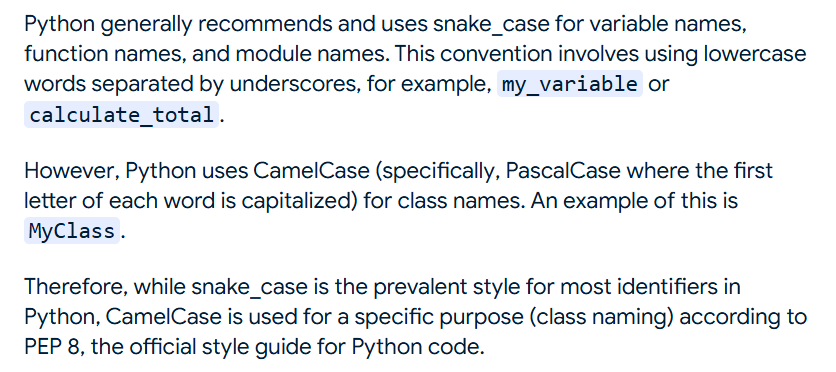 Python generally recommends and uses snake_case for variable names,
function names, and module names. This convention involves using lowercase
words separated by underscores, for example, my_variable or
calculate_total.
However, Python uses CamelCase (specifically, PascalCase where the first
letter of each word is capitalized) for class names. An example of this is
MyClass.
Therefore, while snake_case is the prevalent style for most identifiers in
Python, CamelCase is used for a specific purpose (class naming) according to
PEP 8, the official style guide for Python code.